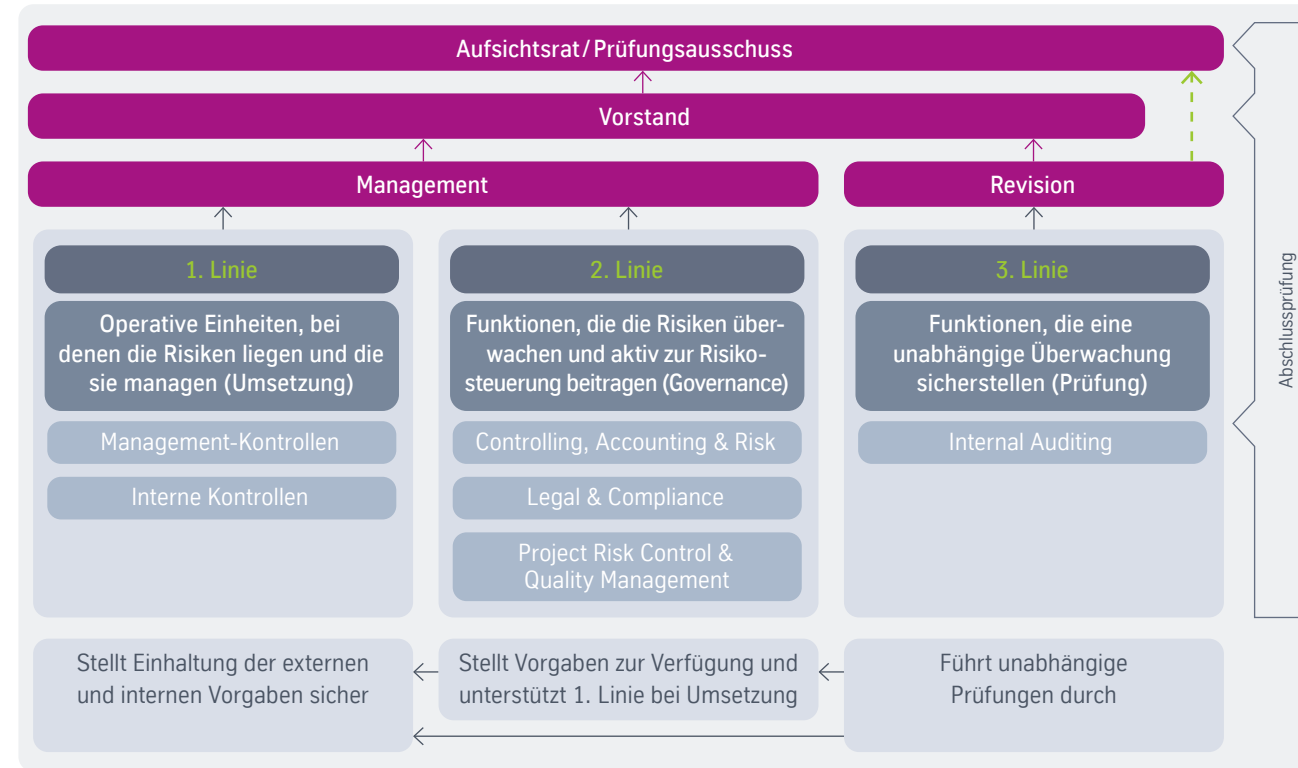 Aufsichtsrat/Prüfungsausschuss
Vorstand
Management
Revision
1. Linie
Operative Einheiten, bei
denen die Risiken liegen und die
sie managen (Umsetzung)
Management-Kontrollen
Interne Kontrollen
2. Linie
Funktionen, die die Risiken über-
wachen und aktiv zur Risiko-
steuerung beitragen (Governance)
Controlling, Accounting & Risk
Legal & Compliance
Project Risk Control &
Quality Management
3. Linie
Funktionen, die eine
unabhängige Überwachung
sicherstellen (Prüfung)
Internal Auditing
Stellt Einhaltung der externen
und internen Vorgaben sicher
Stellt Vorgaben zur Verfügung und
unterstützt 1. Linie bei Umsetzung
Führt unabhängige
Prüfungen durch
Abschlussprüfung